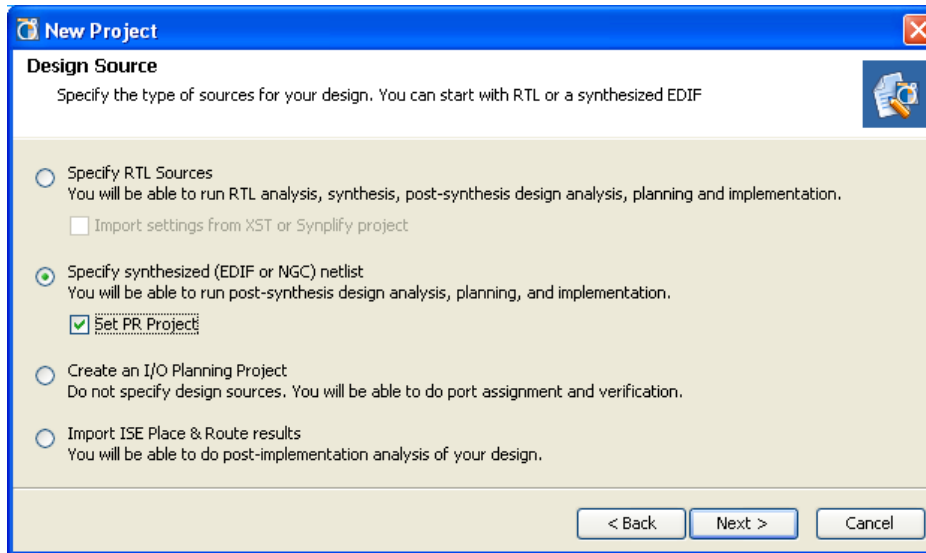 New Project
Design Source
Specify the type of sources for your design. You can start with RTL or a synthesized EDIF
Specify RTL Sources
You will be able to run RTL analysis, synthesis, post-synthesis design analysis, planning and implementation.
Import settings from XST or Synplify project
Specify synthesized (EDIF or NGC) netlist
You will be able to run post-synthesis design analysis, planning, and implementation.
Set PR Project
Create an I/O Planning Project
Do not specify design sources. You will be able to do port assignment and verification.
Import ISE Place & Route results
You will be able to do post-implementation analysis of your design.
< Back Next > Cancel